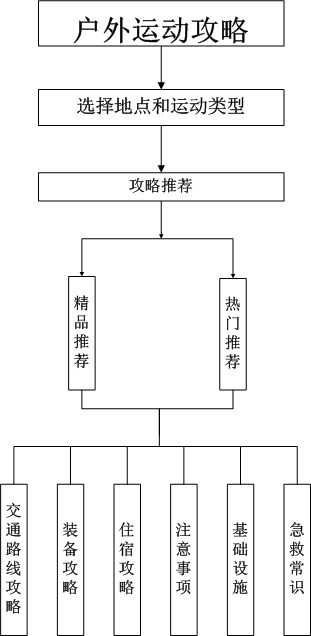 户外运动攻略
选择地点和运动类型
攻略推荐
精品推荐
热门推荐
交通路线攻略
装备攻略
住宿攻略
注意事项
基础设施
急救常识